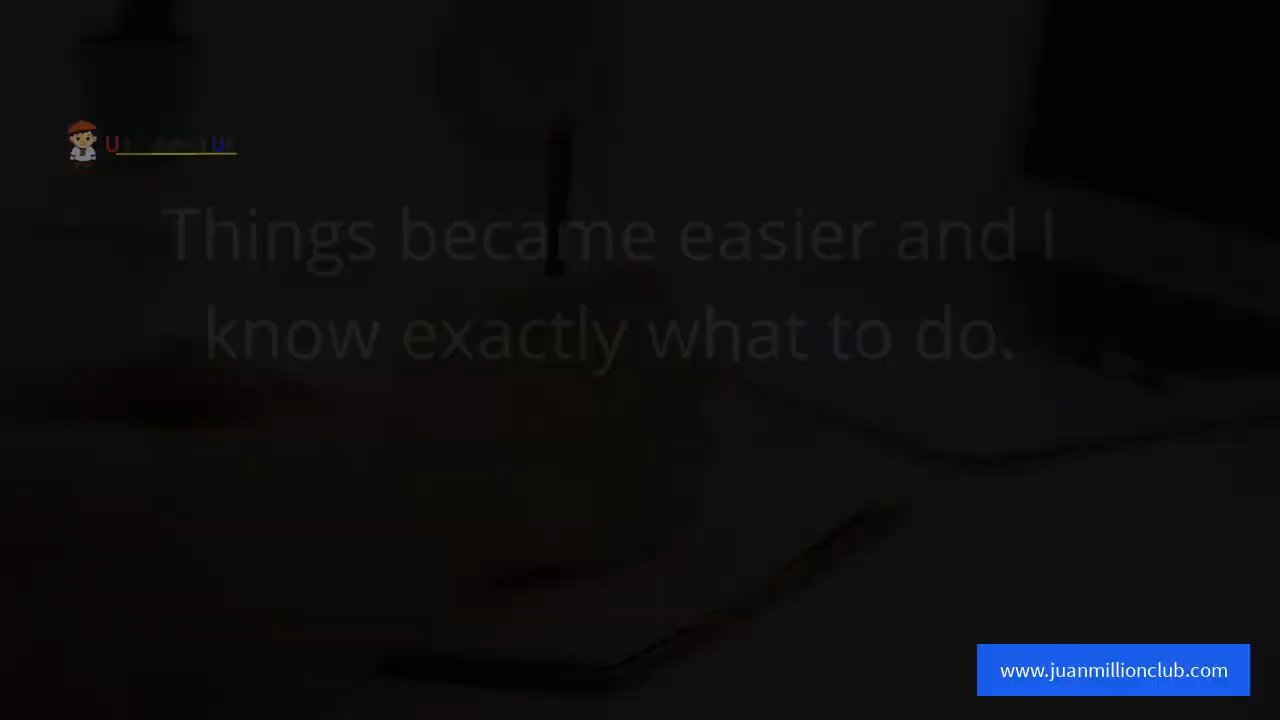 Things became easier and I
know exactly what to do.
www.juanmillionclub.com